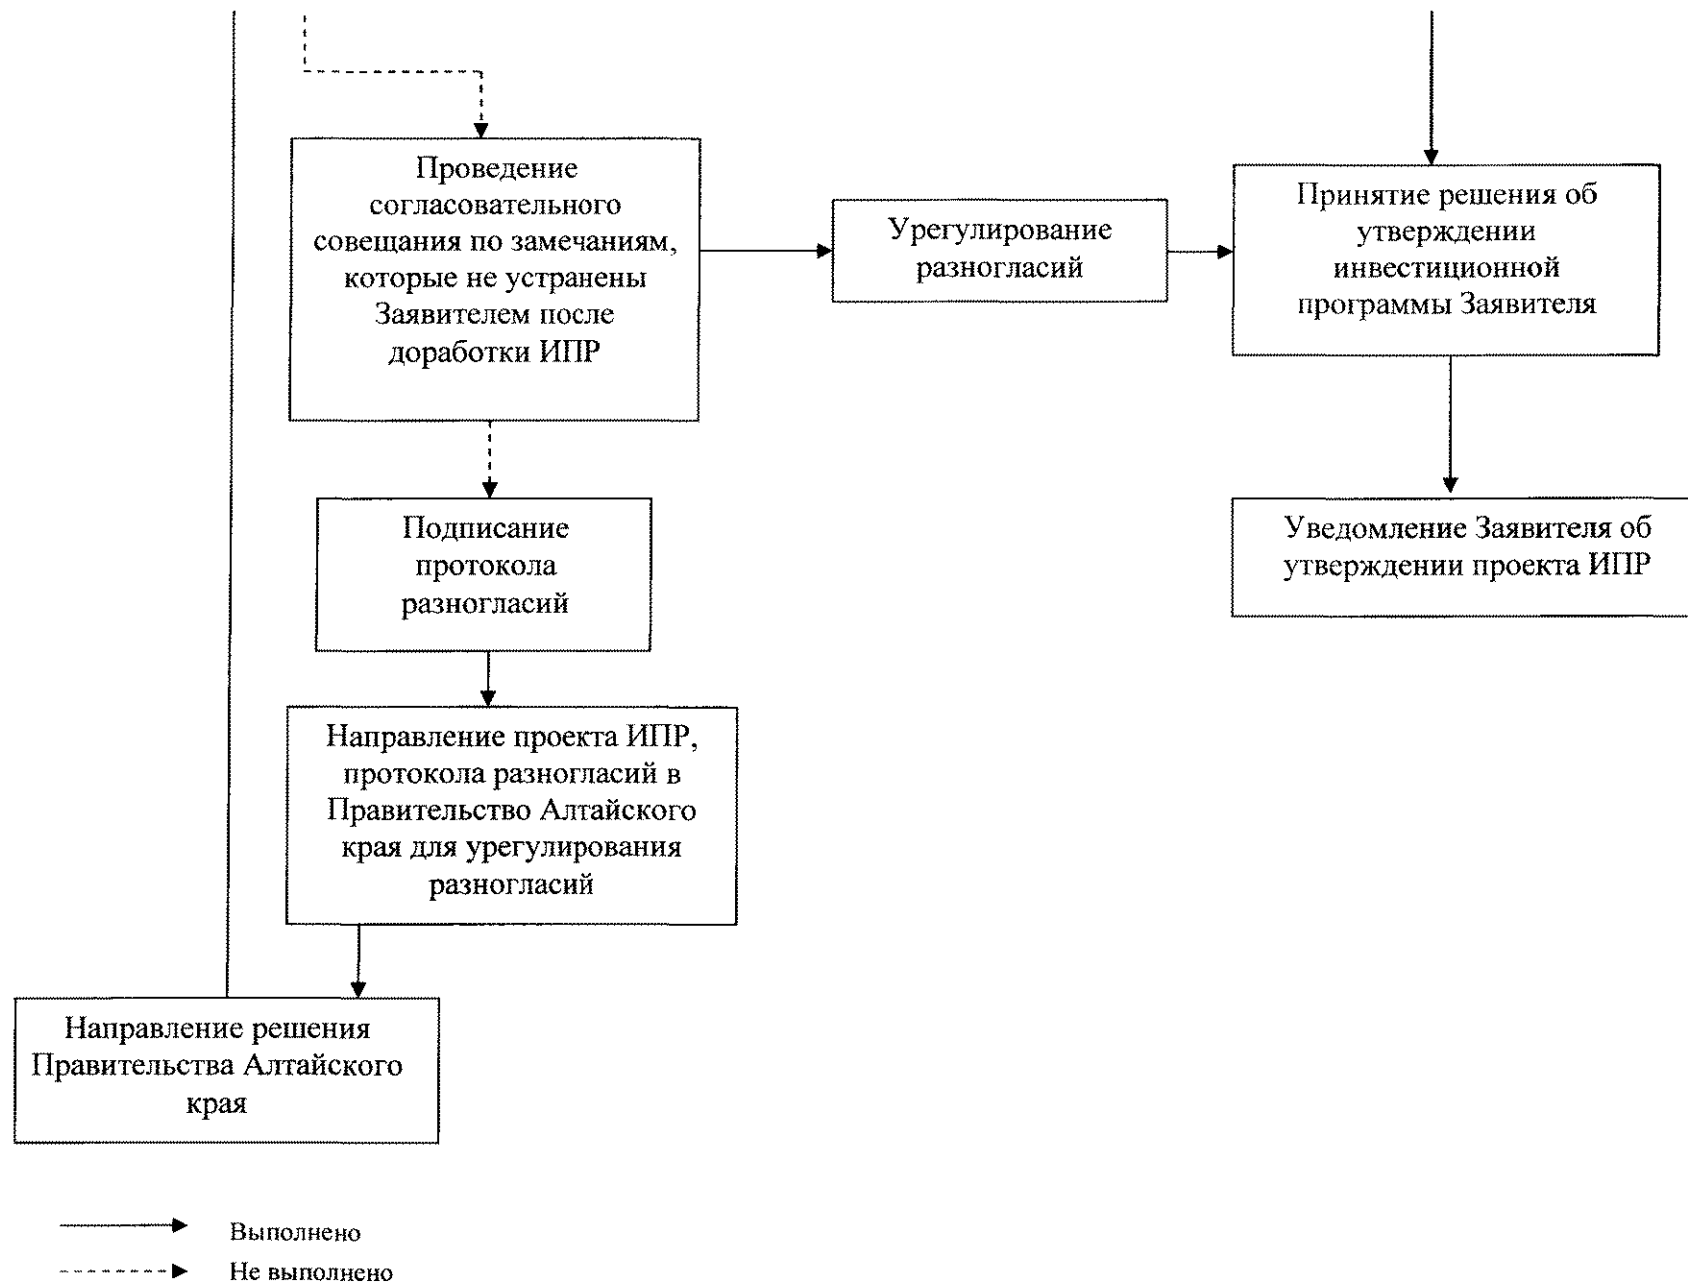 Проведение
согласовательного
совещания по замечаниям,
которые не устранены
Заявителем после
доработки ИПР
Урегулирование
разногласий
Принятие решения об
утверждении
инвестиционной
программы Заявителя
Подписание
протокола
разногласий
Уведомление Заявителя об
утверждении проекта ИПР
Направление проекта ИПР,
протокола разногласий в
Правительство Алтайского
края для урегулирования
разногласий
Направление решения
Правительства Алтайского
края
Выполнено
Не выполнено